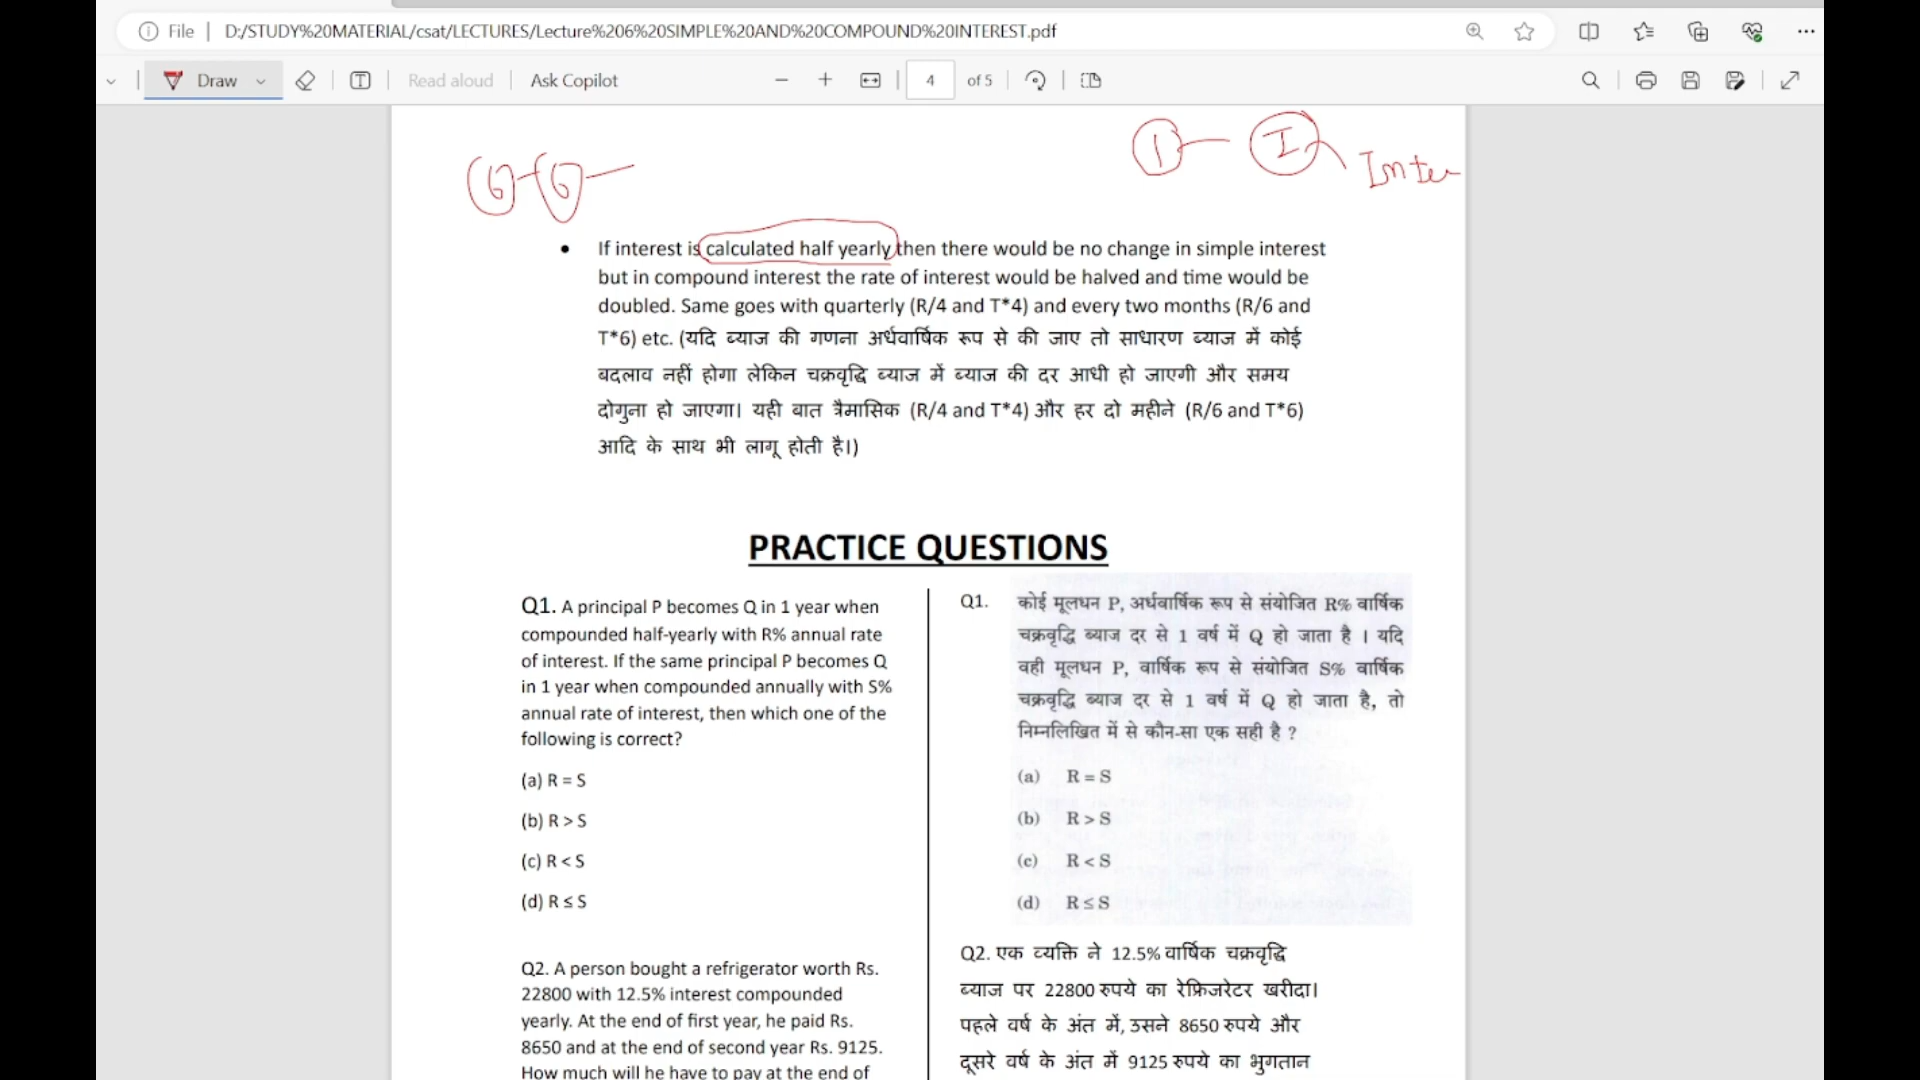 File
D:/STUDY%20MATERIAL/csat/LECTURES/Lecture%206%20SIMPLE%20AND%20COMPOUND%20INTEREST.pdf
Draw
Read aloud
Ask Copilot
4
of 5
6 6
1 I Inte
• If interest is calculated half yearly then there would be no change in simple interest
but in compound interest the rate of interest would be halved and time would be
doubled. Same goes with quarterly (R/4 and T*4) and every two months (R/6 and
T*6) etc. (यदि ब्याज की गणना अर्धवार्षिक रूप से की जाए तो साधारण ब्याज में कोई
बदलाव नहीं होगा लेकिन चक्रवृद्धि ब्याज में ब्याज की दर आधी हो जाएगी और समय
दोगुना हो जाएगा। यही बात त्रैमासिक (R/4 and T*4) और हर दो महीने (R/6 and T*6)
आदि के साथ भी लागू होती है।)
PRACTICE QUESTIONS
Q1. A principal P becomes Q in 1 year when
compounded half-yearly with R% annual rate
of interest. If the same principal P becomes Q
in 1 year when compounded annually with S%
annual rate of interest, then which one of the
following is correct?
(a) R = S
(b) R > S
(c) R < S
(d) R ≤ S
Q2. A person bought a refrigerator worth Rs.
22800 with 12.5% interest compounded
yearly. At the end of first year, he paid Rs.
8650 and at the end of second year Rs. 9125.
How much will he have to pay at the end of
Q1. कोई मूलधन P, अर्धवार्षिक रूप से संयोजित R% वार्षिक
चक्रवृद्धि ब्याज दर से 1 वर्ष में Q हो जाता है । यदि
वही मूलधन P, वार्षिक रूप से संयोजित S% वार्षिक
चक्रवृद्धि ब्याज दर से 1 वर्ष में Q हो जाता है, तो
निम्नलिखित में से कौन-सा एक सही है ?
(a) R = S
(b) R > S
(c) R < S
(d) R ≤ S
Q2. एक व्यक्ति ने 12.5% वार्षिक चक्रवृद्धि
ब्याज पर 22800 रुपये का रेफ्रिजरेटर खरीदा।
पहले वर्ष के अंत में, उसने 8650 रुपये और
दूसरे वर्ष के अंत में 9125 रुपये का भुगतान